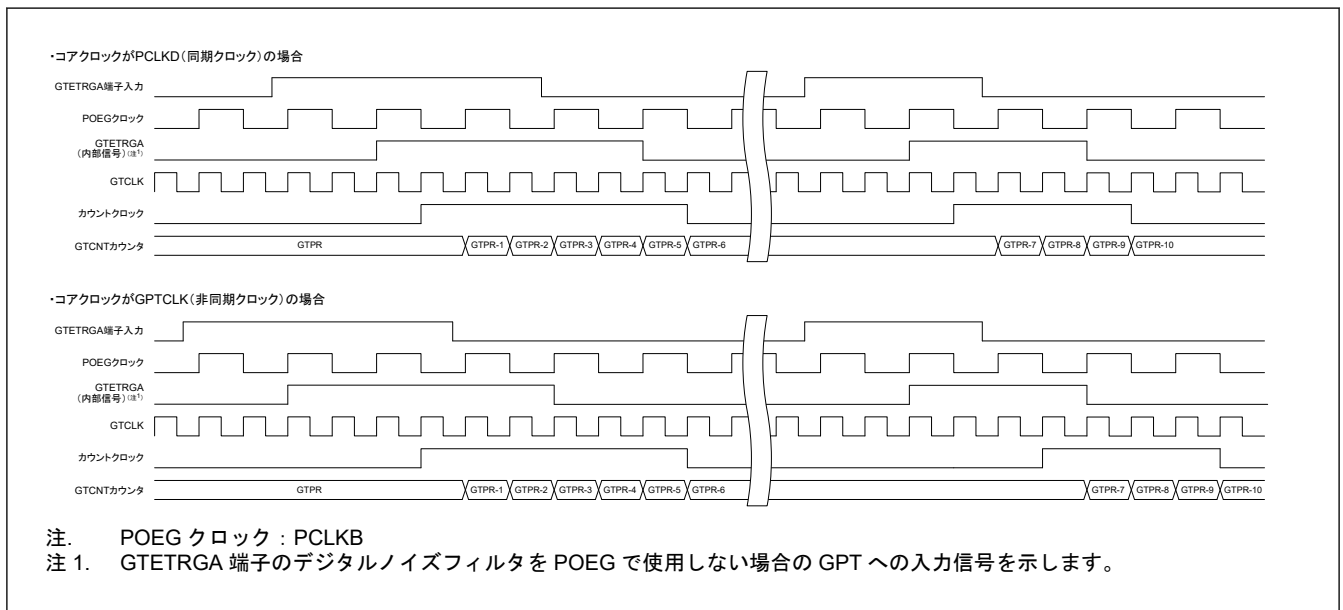 ・コアクロックがPCLKD（同期クロック）の場合
GTETRGA端子入力
POEGクロック
GTETRGA
（内部信号）（注1）
GTCLK
カウントクロック
GTCNTカウンタ GTPR GTPR-1 GTPR-2 GTPR-3 GTPR-4 GTPR-5 GTPR-6 GTPR-7 GTPR-8 GTPR-9 GTPR-10
・コアクロックがGPTCLK（非同期クロック）の場合
GTETRGA端子入力
POEGクロック
GTETRGA
（内部信号）（注1）
GTCLK
カウントクロック
GTCNTカウンタ GTPR GTPR-1 GTPR-2 GTPR-3 GTPR-4 GTPR-5 GTPR-6 GTPR-7 GTPR-8 GTPR-9 GTPR-10
注. POEG クロック：PCLKB
注 1. GTETRGA 端子のデジタルノイズフィルタを POEG で使用しない場合の GPT への入力信号を示します。